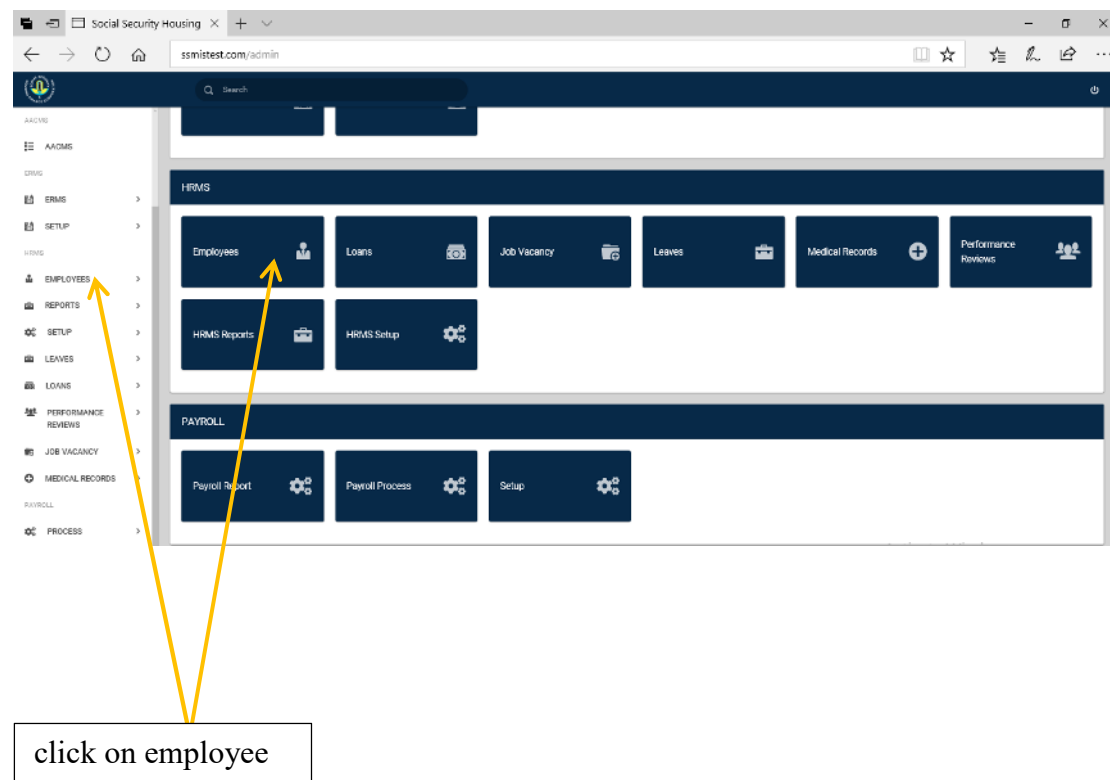 Social Security Housing
ssmistest.com/admin
Search
AACMS
AACMS
ERMS
ERMS
SETUP
HRMS
EMPLOYEES
REPORTS
SETUP
LEAVES
LOANS
PERFORMANCE
REVIEWS
JOB VACANCY
MEDICAL RECORDS
PAYROLL
PROCESS
HRMS
Employees
Loans
Job Vacancy
Leaves
Medical Records
Performance
Reviews
HRMS Reports
HRMS Setup
PAYROLL
Payroll Report
Payroll Process
Setup
click on employee